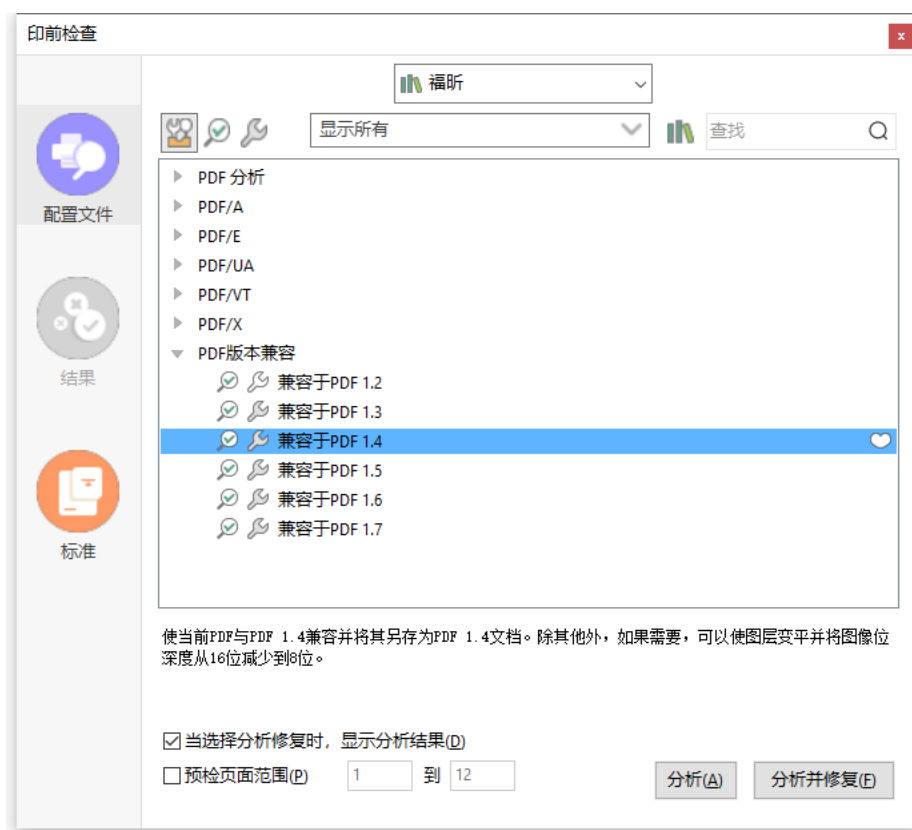 印前检查
x
福昕
显示所有
查找
配置文件
结果
标准
PDF 分析
PDF/A
PDF/E
PDF/UA
PDF/VT
PDF/X
PDF版本兼容
兼容于PDF 1.2
兼容于PDF 1.3
兼容于PDF 1.4
兼容于PDF 1.5
兼容于PDF 1.6
兼容于PDF 1.7
使当前PDF与PDF 1.4兼容并将其另存为PDF 1.4文档。除其他外，如果需要，可以使图层变平并将图像位
深度从16位减少到8位。
当选择分析修复时，显示分析结果(D)
预检页面范围(P) 1 到 12
分析(A) 分析并修复(F)